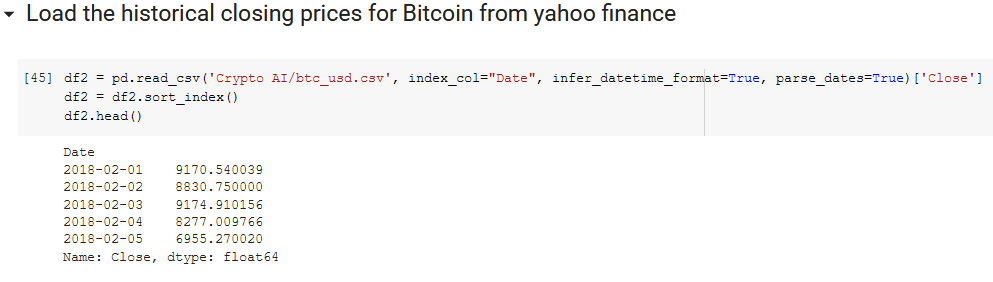 Load the historical closing prices for Bitcoin from yahoo finance
[45] df2 = pd.read_csv('Crypto AI/btc_usd.csv', index_col="Date", infer_datetime_format=True, parse_dates=True)['Close']
df2 = df2.sort_index()
df2.head()
Date
2018-02-01    9170.540039
2018-02-02    8830.750000
2018-02-03    9174.910156
2018-02-04    8277.009766
2018-02-05    6955.270020
Name: Close, dtype: float64